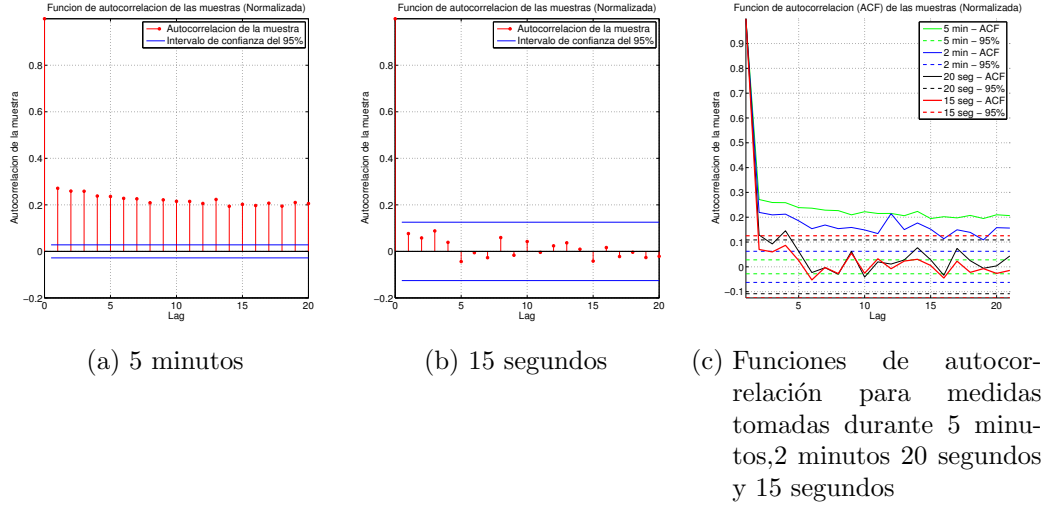 Funcion de autocorrelacion de las muestras (Normalizada)
Autocorrelacion de la muestra
Intervalo de confianza del 95%
Autocorrelacion de la muestra
0.8
0.6
0.4
0.2
0
−0.2
0 5 10 15 20
Lag
(a) 5 minutos
Funcion de autocorrelacion de las muestras (Normalizada)
Autocorrelacion de la muestra
Intervalo de confianza del 95%
Autocorrelacion de la muestra
0.8
0.6
0.4
0.2
0
−0.2
0 5 10 15 20
Lag
(b) 15 segundos
Funcion de autocorrelacion (ACF) de las muestras (Normalizada)
5 min − ACF
5 min − 95%
2 min − ACF
2 min − 95%
20 seg − ACF
20 seg − 95%
15 seg − ACF
15 seg − 95%
Autocorrelacion de la muestra
0.9
0.8
0.7
0.6
0.5
0.4
0.3
0.2
0.1
0
−0.1
5 10 15 20
Lag
(c) Funciones de autocor-
relación para medidas
tomadas durante 5 minu-
tos,2 minutos 20 segundos
y 15 segundos